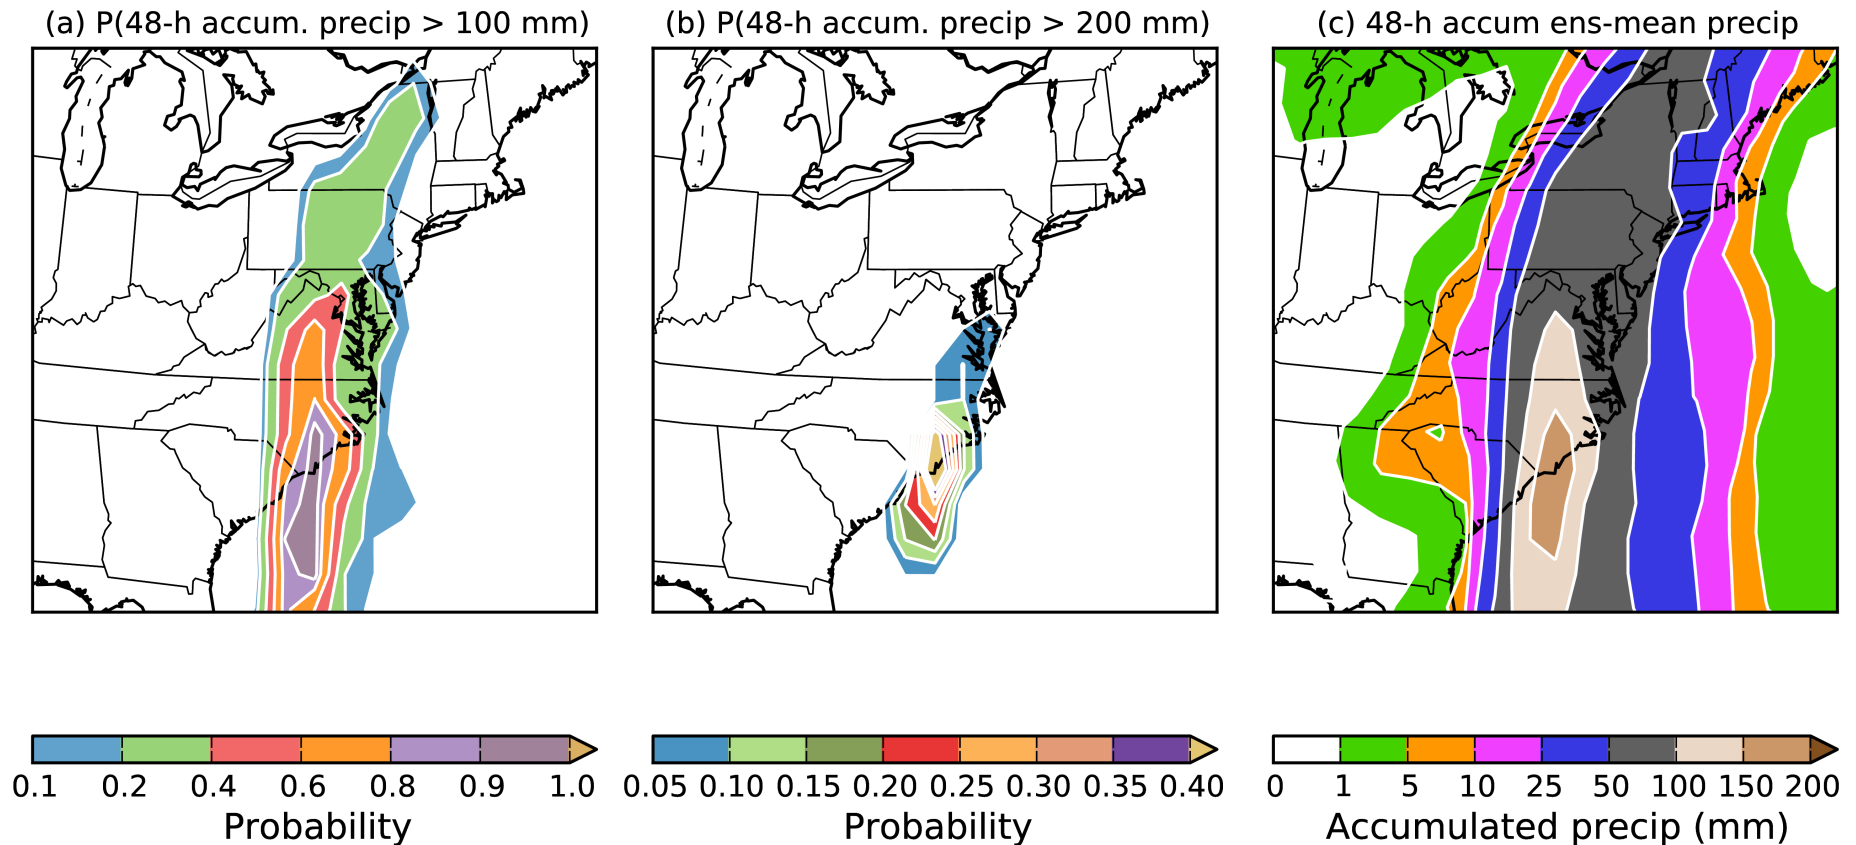 (a) P(48-h accum. precip > 100 mm)
(b) P(48-h accum. precip > 200 mm)
(c) 48-h accum ens-mean precip
0.1 0.2 0.4 0.6 0.8 0.9 1.0
Probability
0.05 0.10 0.15 0.20 0.25 0.30 0.35 0.40
Probability
0 1 5 10 25 50 100 150 200
Accumulated precip (mm)